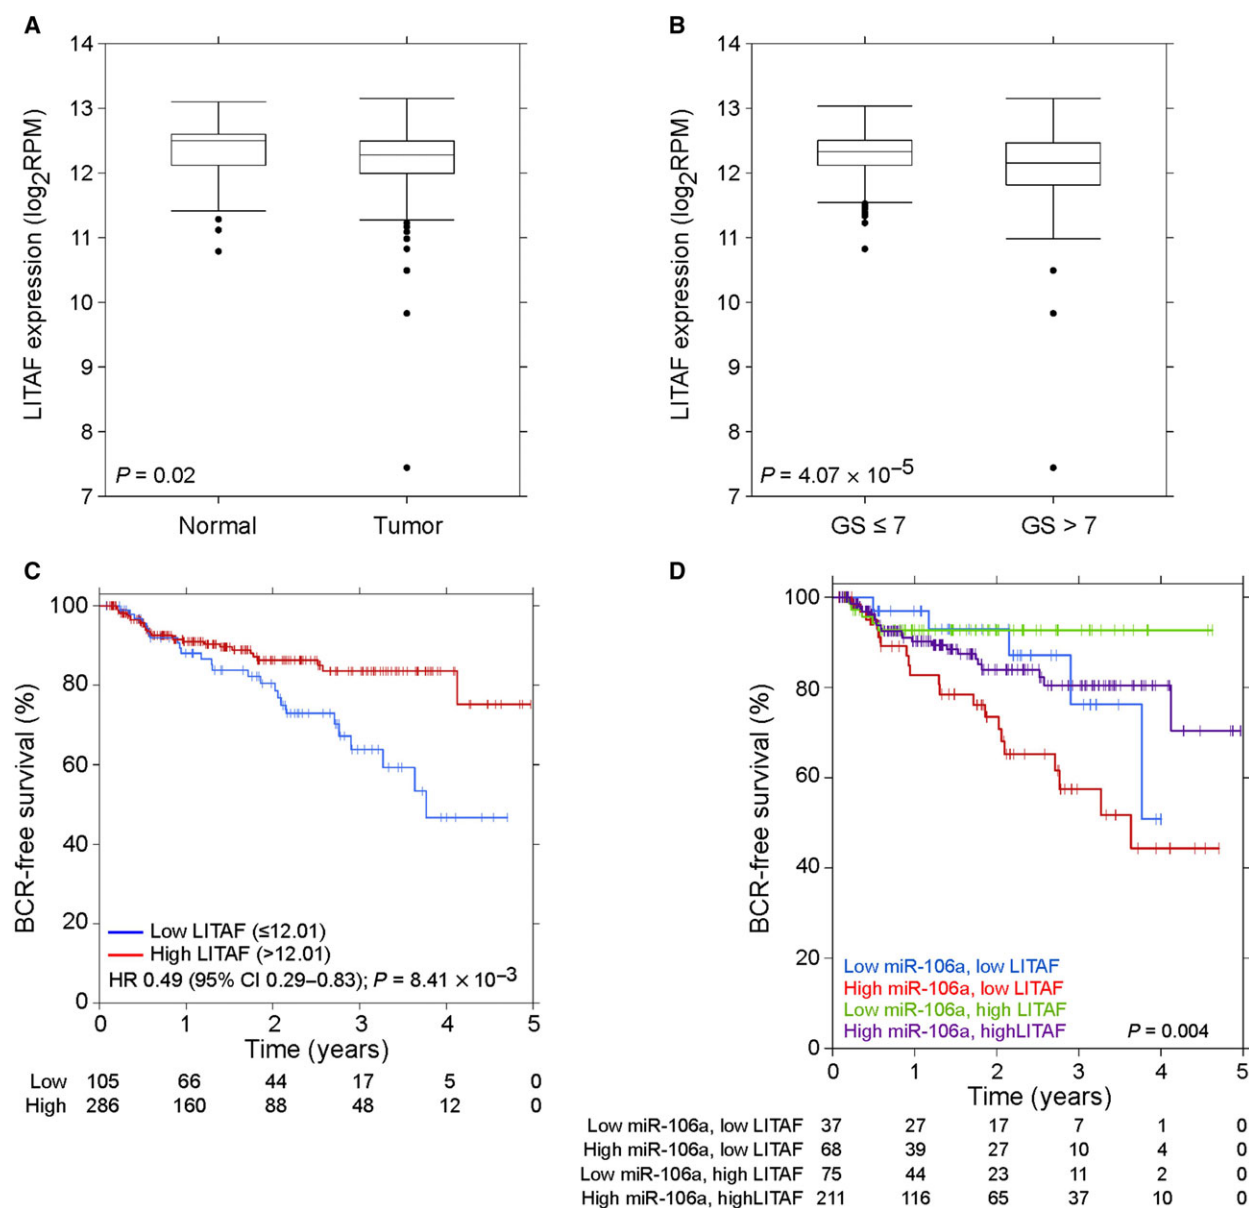 A
14
13
12
11
10
9
8
7
LITAF expression (log2RPM)
P = 0.02
Normal Tumor
B
14
13
12
11
10
9
8
7
LITAF expression (log2RPM)
P = 4.07 × 10−5
GS ≤ 7 GS > 7
C
100
80
60
40
20
0
BCR-free survival (%)
Low LITAF (≤12.01)
High LITAF (>12.01)
HR 0.49 (95% CI 0.29–0.83); P = 8.41 × 10−3
0 1 2 3 4 5
Time (years)
Low 105 66 44 17 5 0
High 286 160 88 48 12 0
D
100
80
60
40
20
0
BCR-free survival (%)
Low miR-106a, low LITAF
High miR-106a, low LITAF
Low miR-106a, high LITAF
High miR-106a, highLITAF P = 0.004
0 1 2 3 4 5
Time (years)
Low miR-106a, low LITAF 37 27 17 7 1 0
High miR-106a, low LITAF 68 39 27 10 4 0
Low miR-106a, high LITAF 75 44 23 11 2 0
High miR-106a, highLITAF 211 116 65 37 10 0